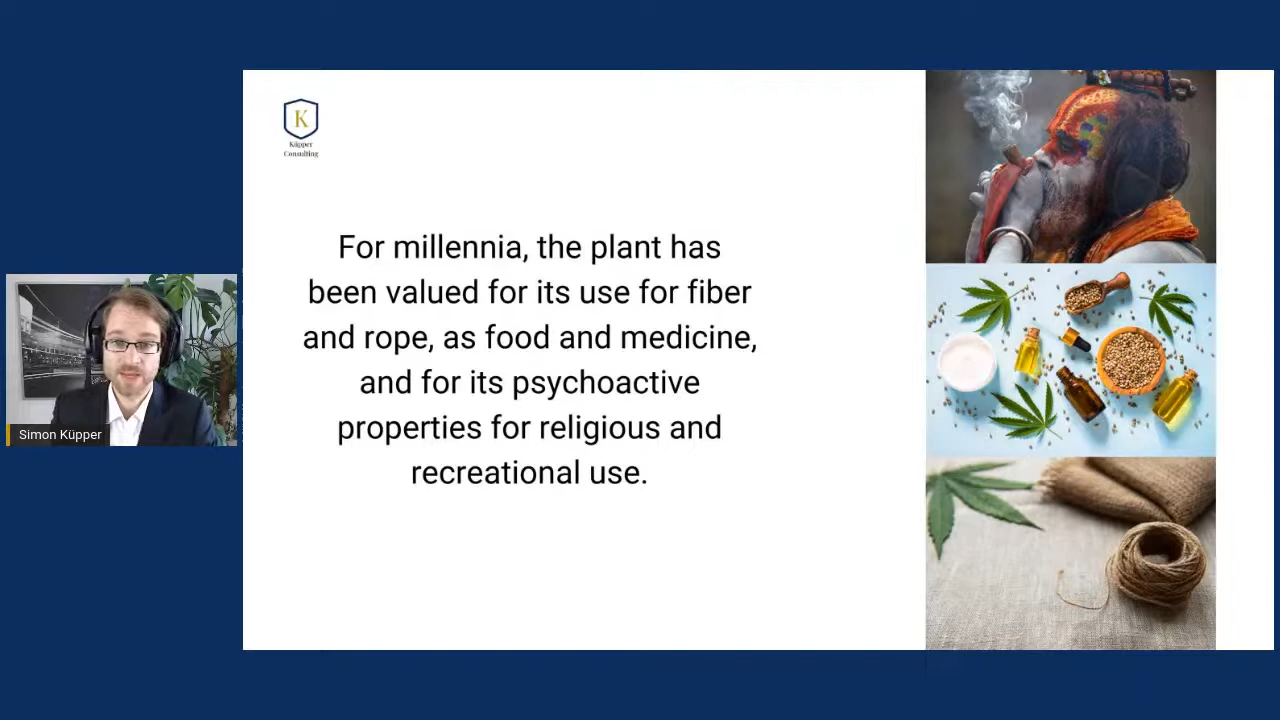 K
Küpper
Consulting
For millennia, the plant has
been valued for its use for fiber
and rope, as food and medicine,
and for its psychoactive
properties for religious and
recreational use.
Simon Küpper